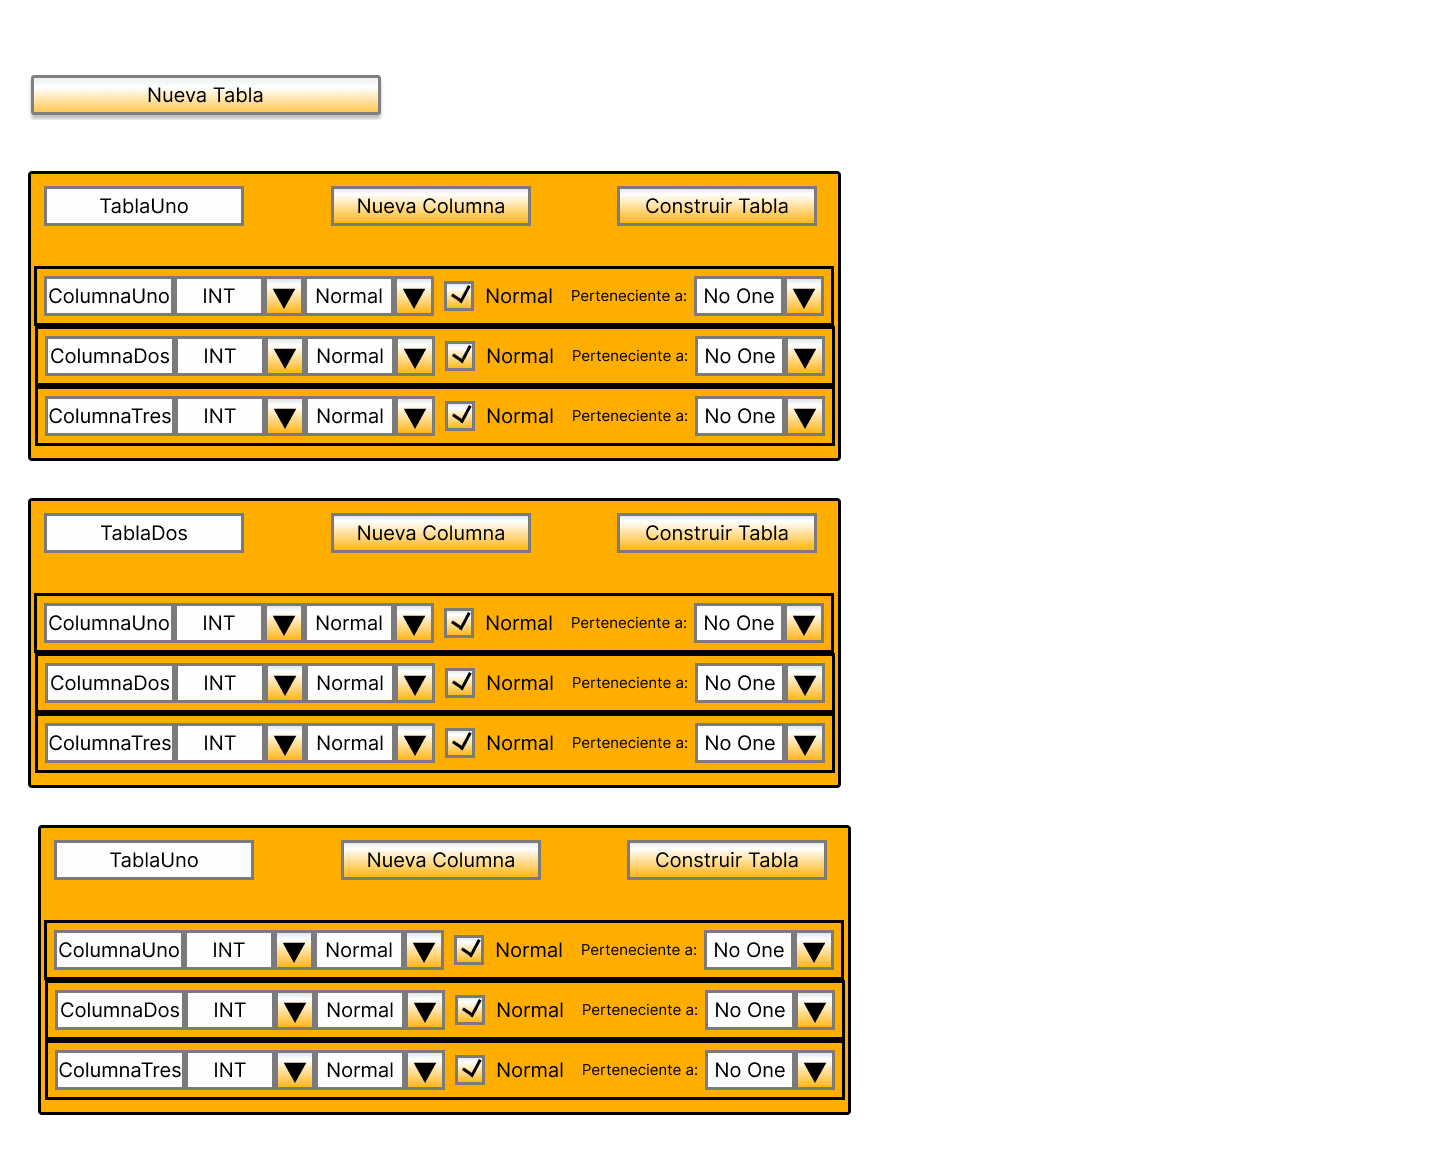 Nueva Tabla
TablaUno Nueva Columna Construir Tabla
ColumnaUno INT Normal Normal Perteneciente a: No One
ColumnaDos INT Normal Normal Perteneciente a: No One
ColumnaTres INT Normal Normal Perteneciente a: No One
TablaDos Nueva Columna Construir Tabla
ColumnaUno INT Normal Normal Perteneciente a: No One
ColumnaDos INT Normal Normal Perteneciente a: No One
ColumnaTres INT Normal Normal Perteneciente a: No One
TablaUno Nueva Columna Construir Tabla
ColumnaUno INT Normal Normal Perteneciente a: No One
ColumnaDos INT Normal Normal Perteneciente a: No One
ColumnaTres INT Normal Normal Perteneciente a: No One